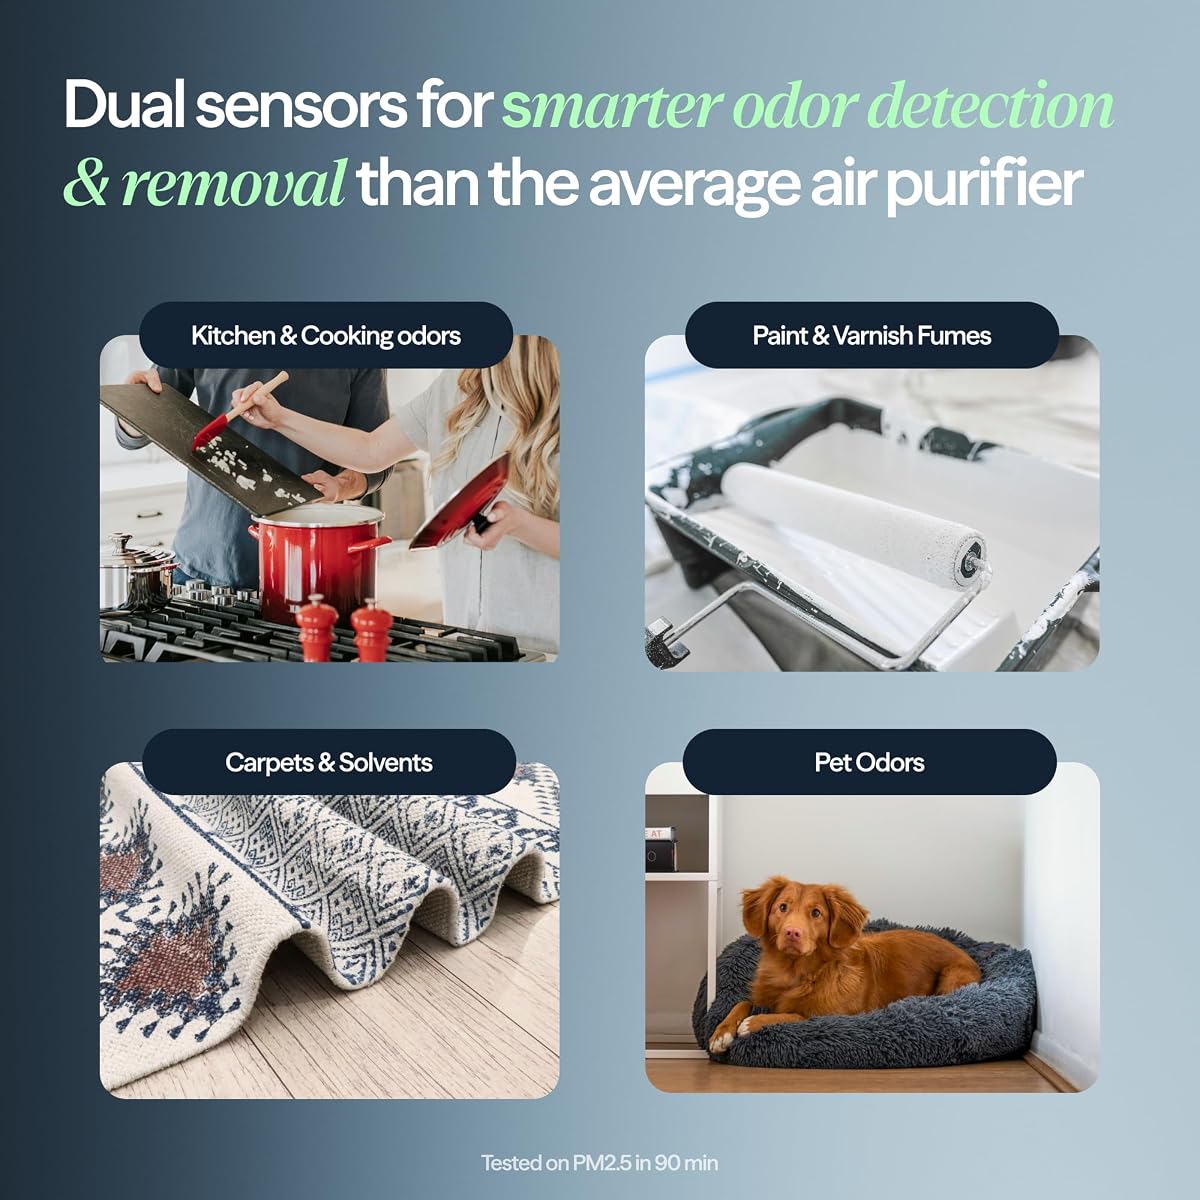 Dual sensors for smarter odor detection
& removal than the average air purifier
Kitchen & Cooking odors
Paint & Varnish Fumes
Carpets & Solvents
Pet Odors
E AT
Tested on PM2.5 in 90 min